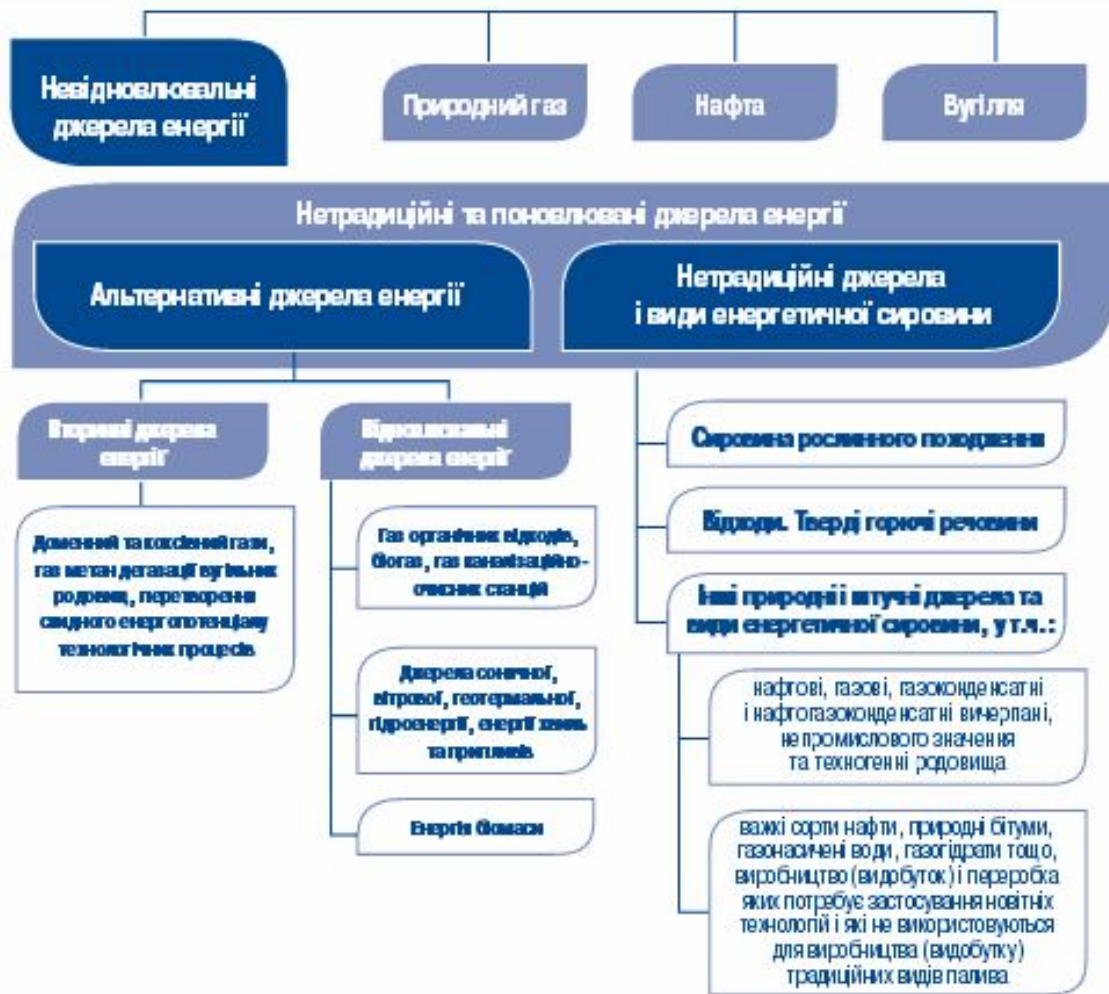 Невідновлювальні
джерела енергії
Природний газ
Нафта
Вугілля
Нетрадиційні та поновлювані джерела енергії
Альтернативні джерела енергії
Нетрадиційні джерела
і види енергетичної сировини
Вторинні джерела
енергії
Відновлювальні
джерела енергії
Доменний та коксівний гази,
газ метан дегазації вугільних
родовищ, перетворення
скидного енергопотенціалу
технологічних процесів
Газ органічних відходів,
біогаз, газ каналізаційно-
очисних станцій
Джерела сонячної,
вітрової, геотермальної,
гідроенергії, енергії хвиль
та припливів
Енергія біомаси
Сировина рослинного походження
Відходи. Тверді горючі речовини
Інші природні і штучні джерела та
види енергетичної сировини, у т.ч.:
нафтові, газові, газоконденсатні
і нафтогазоконденсатні вичерпані,
непромислового значення
та техногенні родовища
важкі сорти нафти, природні бітуми,
газонасичені води, газогідрати тощо,
виробництво (видобуток) і переробка
яких потребує застосування новітніх
технологій і які не використовуються
для виробництва (видобутку)
традиційних видів палива